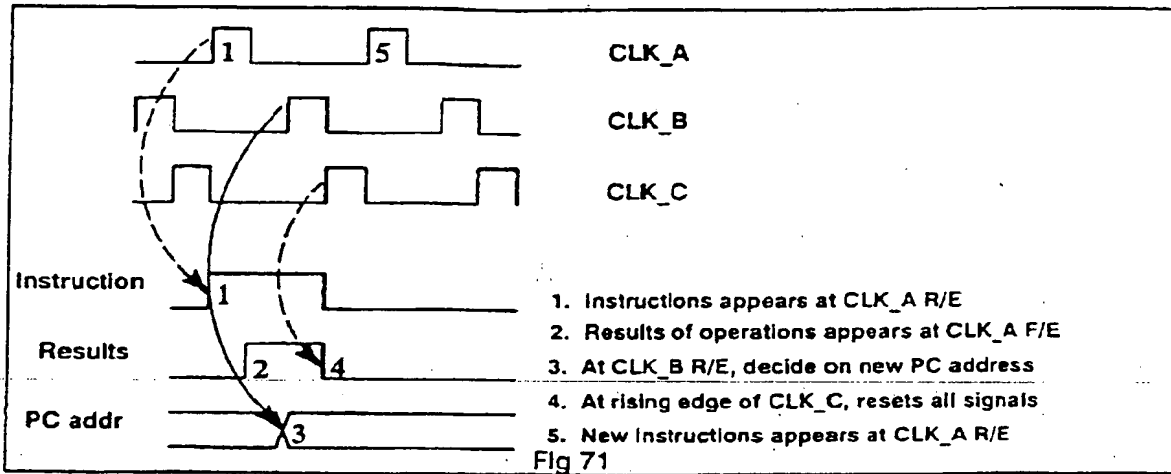 1
5
CLK_A
CLK_B
CLK_C
Instruction
1
Results
2
4
PC addr
3
1. Instructions appears at CLK_A R/E
2. Results of operations appears at CLK_A F/E
3. At CLK_B R/E, decide on new PC address
4. At rising edge of CLK_C, resets all signals
5. New Instructions appears at CLK_A R/E
Fig 71